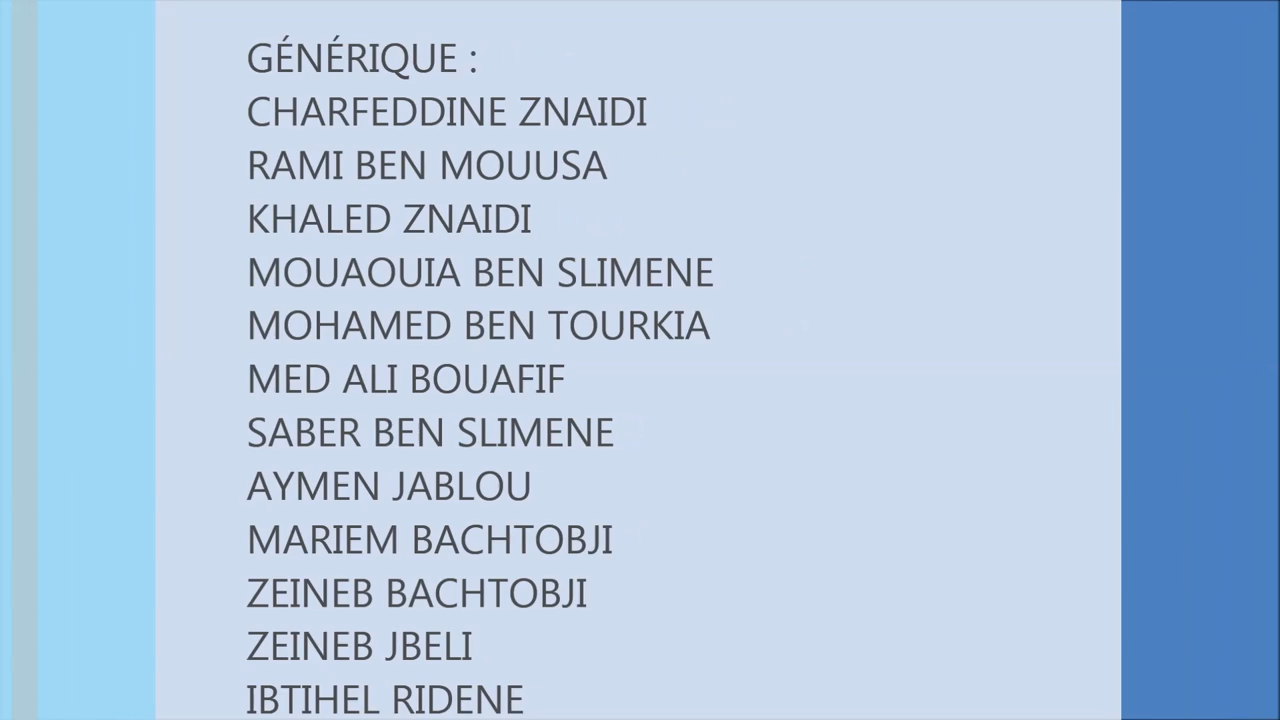 GÉNÉRIQUE :
CHARFEDDINE ZNAIDI
RAMI BEN MOUUSA
KHALED ZNAIDI
MOUAOUIA BEN SLIMENE
MOHAMED BEN TOURKIA
MED ALI BOUAFIF
SABER BEN SLIMENE
AYMEN JABLOU
MARIEM BACHTOBJI
ZEINEB BACHTOBJI
ZEINEB JBELI
IBTIHEL RIDENE